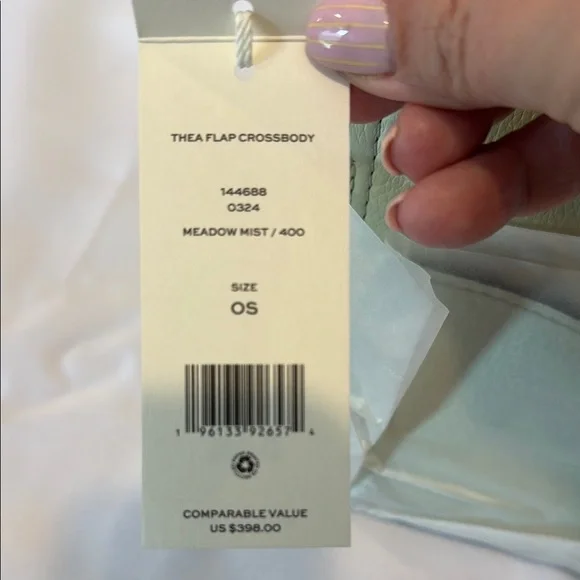 THEA FLAP CROSSBODY
144688
0324
MEADOW MIST / 400
SIZE
OS
1 96133 92657 4
COMPARABLE VALUE
US $398.00